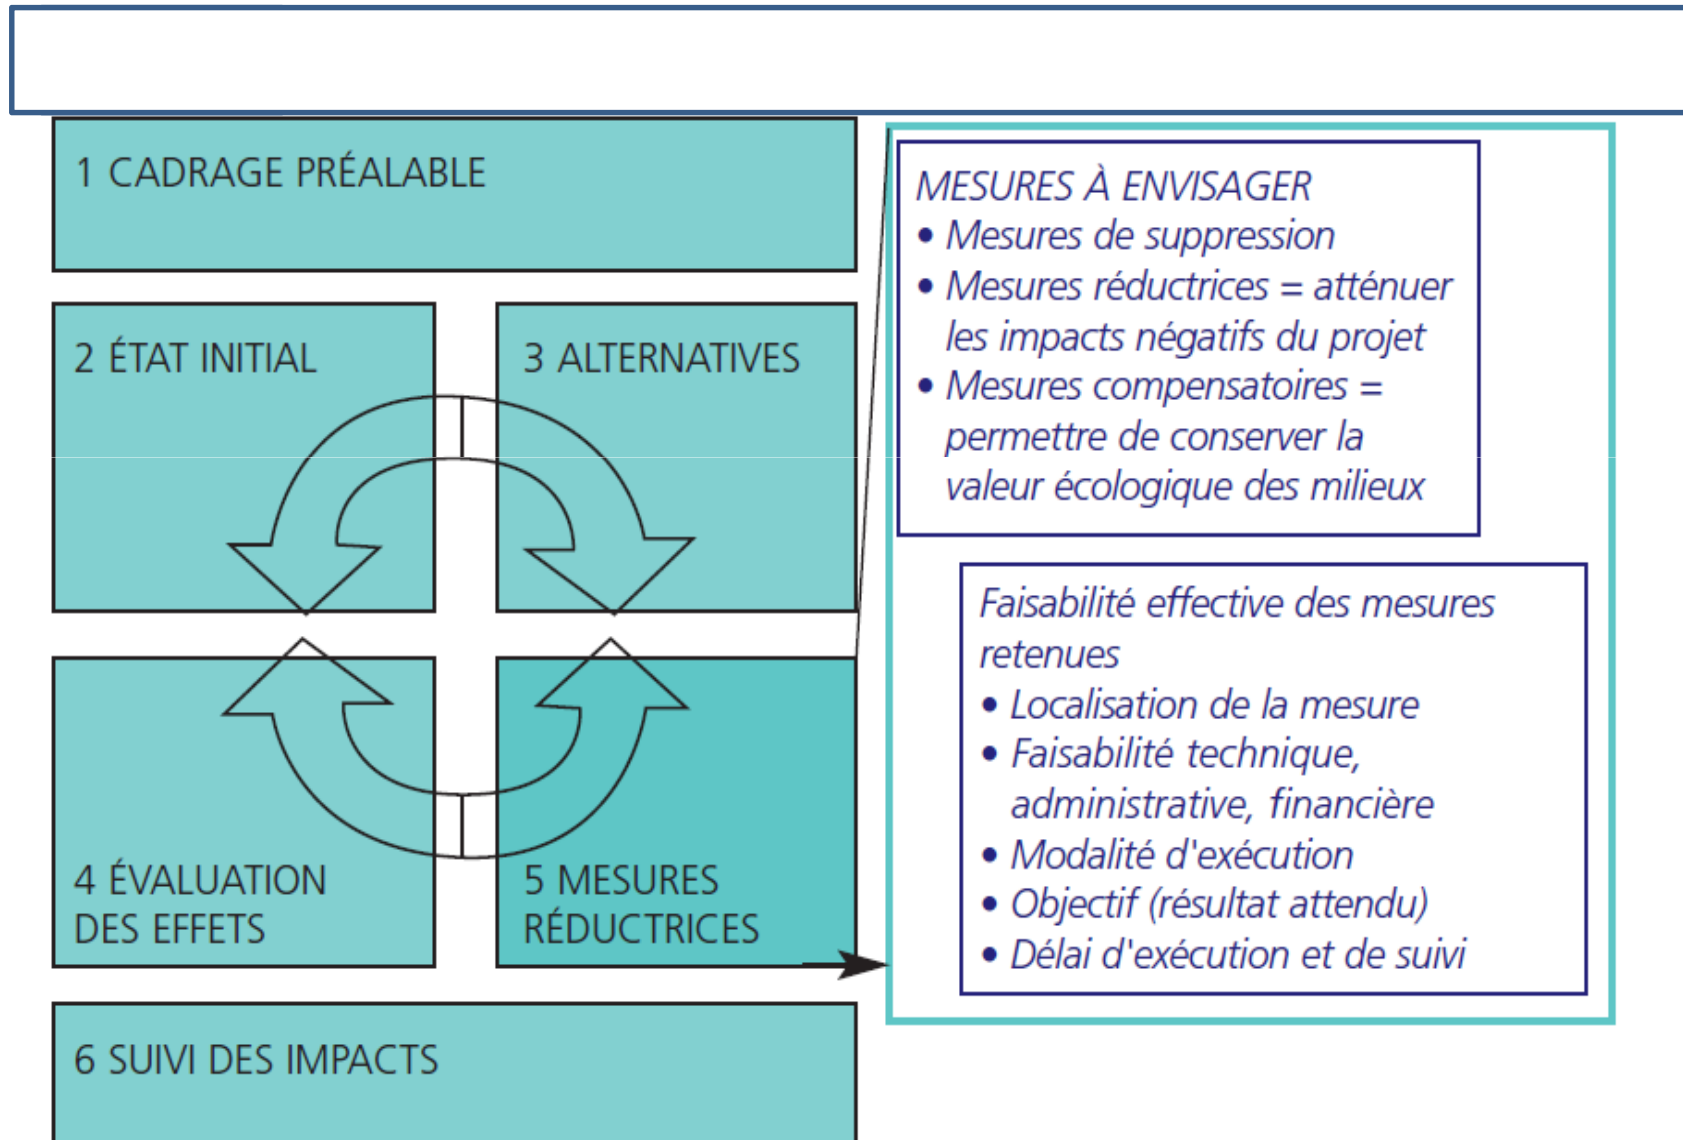 1 CADRAGE PRÉALABLE
2 ÉTAT INITIAL
3 ALTERNATIVES
4 ÉVALUATION
DES EFFETS
5 MESURES
RÉDUCTRICES
6 SUIVI DES IMPACTS
MESURES À ENVISAGER
• Mesures de suppression
• Mesures réductrices = atténuer
les impacts négatifs du projet
• Mesures compensatoires =
permettre de conserver la
valeur écologique des milieux
Faisabilité effective des mesures
retenues
• Localisation de la mesure
• Faisabilité technique,
administrative, financière
• Modalité d'exécution
• Objectif (résultat attendu)
• Délai d'exécution et de suivi